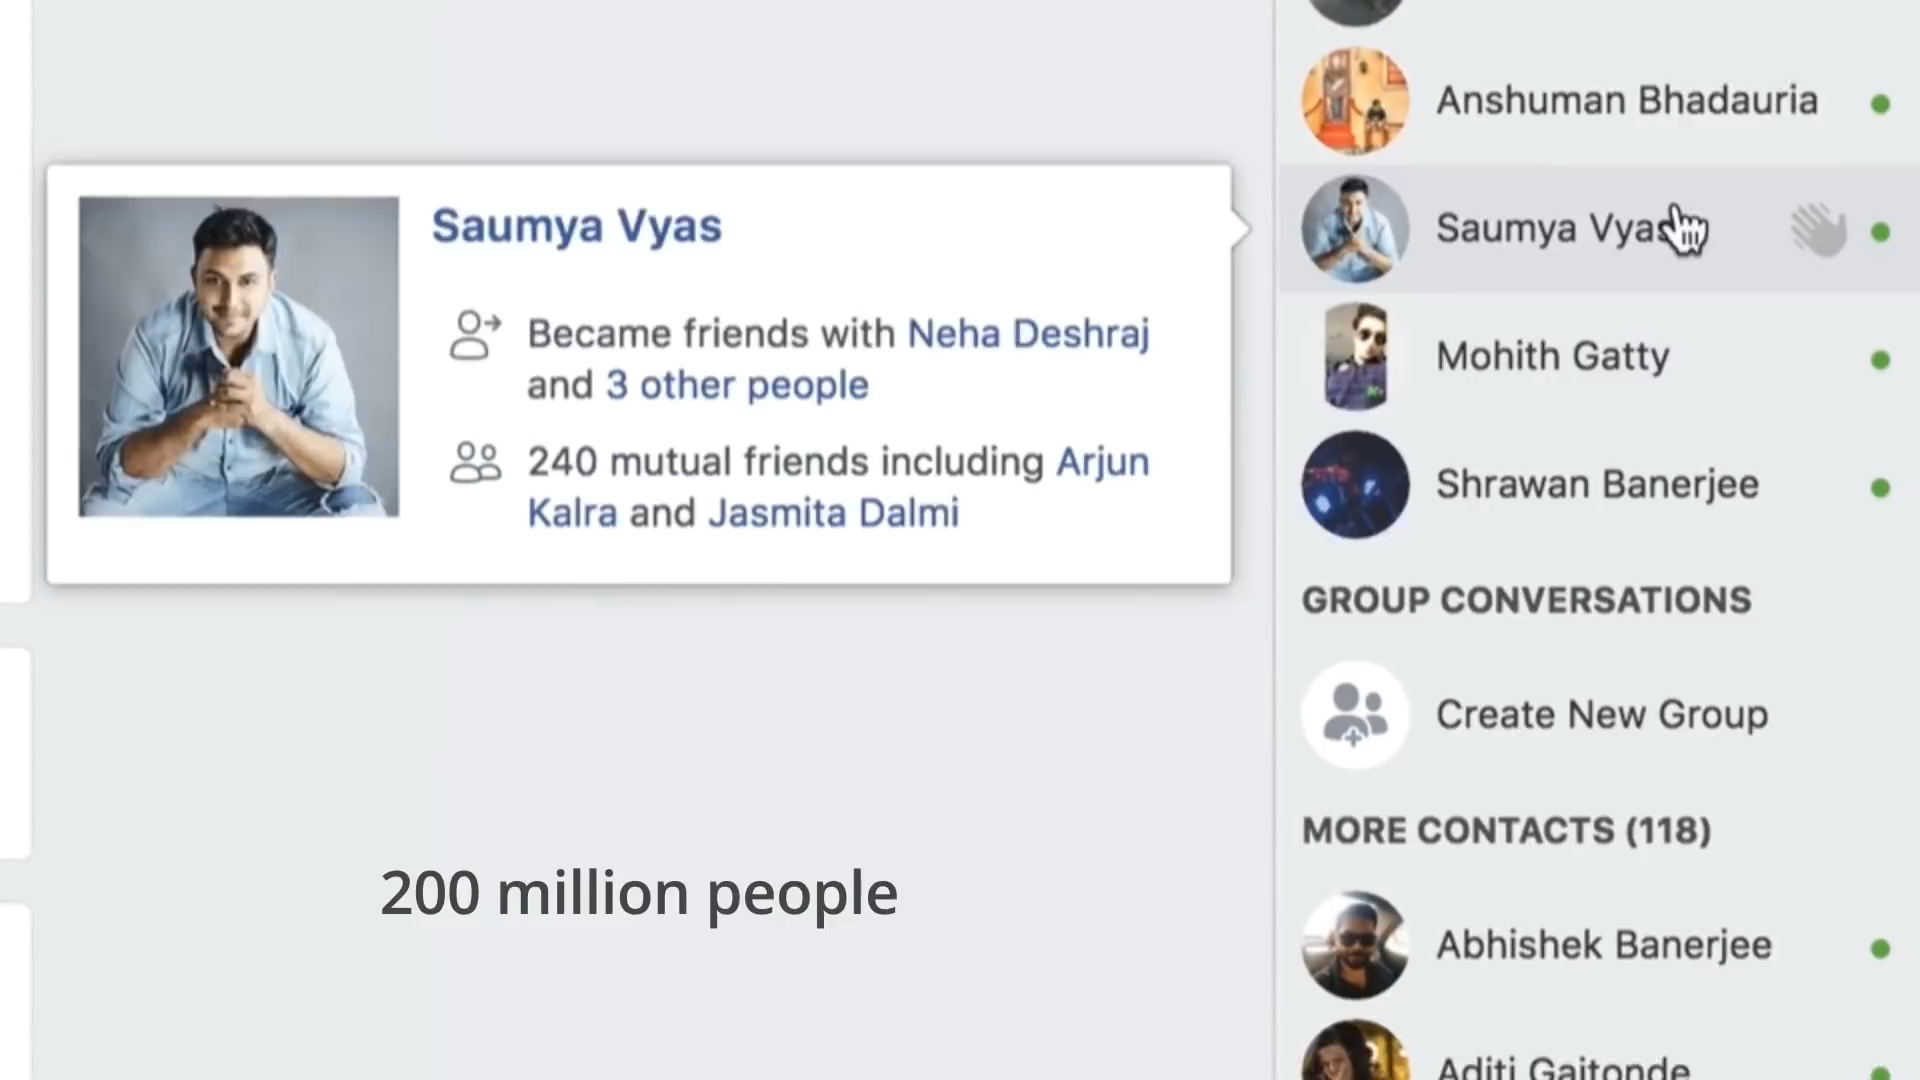 Saumya Vyas
Became friends with Neha Deshraj
and 3 other people
240 mutual friends including Arjun
Kalra and Jasmita Dalmi
200 million people
Anshuman Bhadauria
Saumya Vyas
Mohith Gatty
Shrawan Banerjee
GROUP CONVERSATIONS
Create New Group
MORE CONTACTS (118)
Abhishek Banerjee
Aditi Gaitonde